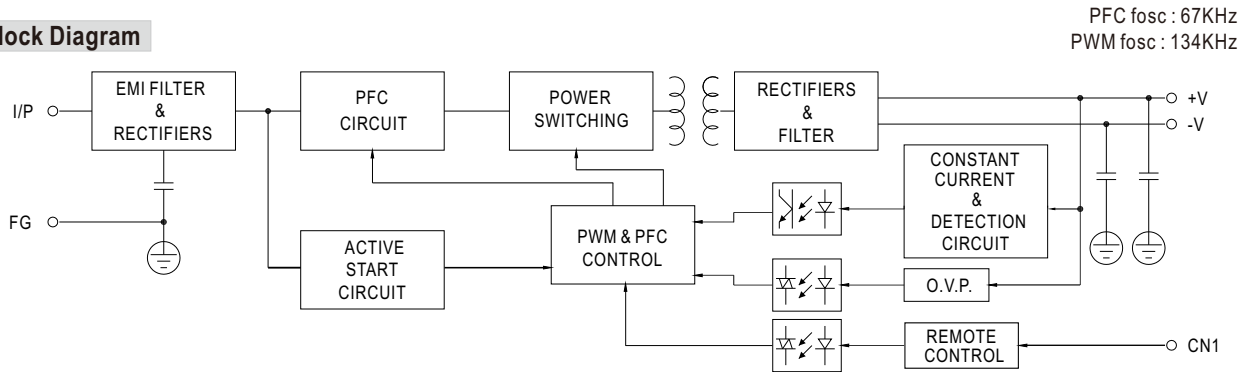 PFC fosc : 67KHz
PWM fosc : 134KHz
lock Diagram
I/P
EMI FILTER
&
RECTIFIERS
PFC
CIRCUIT
POWER
SWITCHING
RECTIFIERS
&
FILTER
+V
-V
FG
ACTIVE
START
CIRCUIT
PWM & PFC
CONTROL
CONSTANT
CURRENT
&
DETECTION
CIRCUIT
O.V.P.
REMOTE
CONTROL
CN1